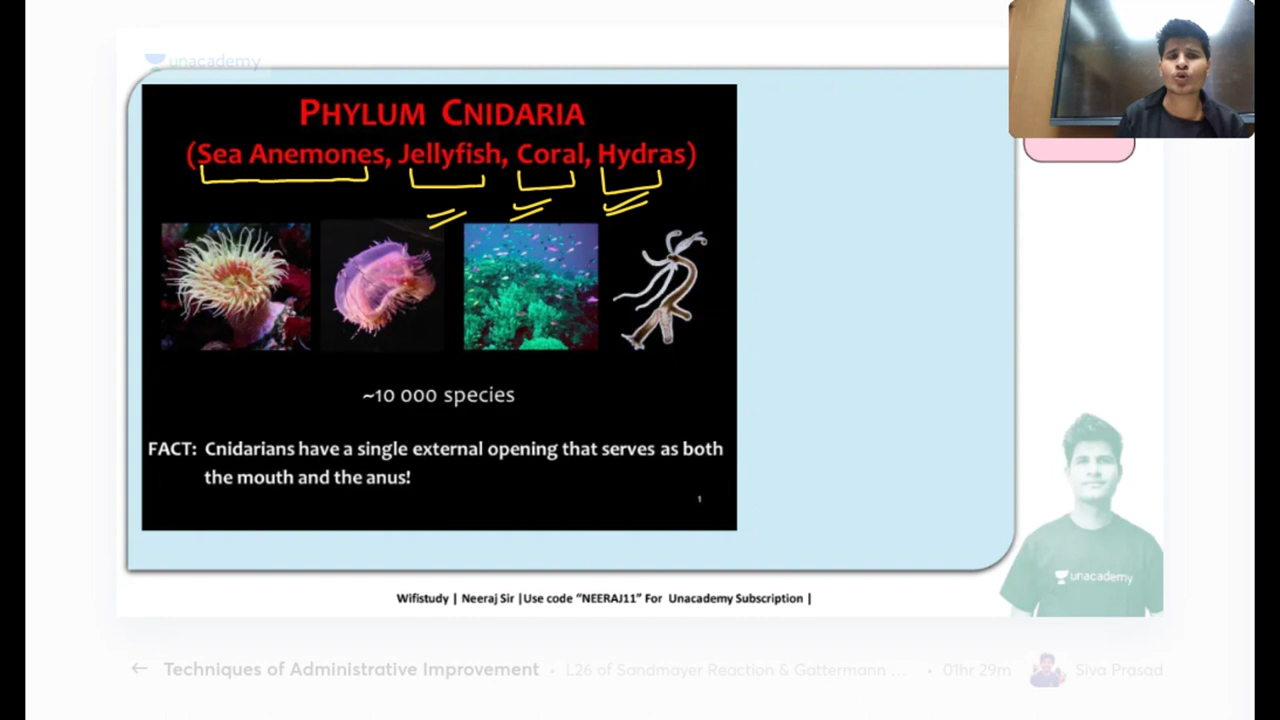 unacademy
PHYLUM CNIDARIA
(Sea Anemones, Jellyfish, Coral, Hydras)
~10 000 species
FACT: Cnidarians have a single external opening that serves as both
the mouth and the anus!
1
unacademy
Wifistudy | Neeraj Sir |Use code “NEERAJ11” For Unacademy Subscription |
← Techniques of Administrative Improvement • L26 of Sandmayer Reaction & Gattermann ... • 01hr 29m Siva Prasad